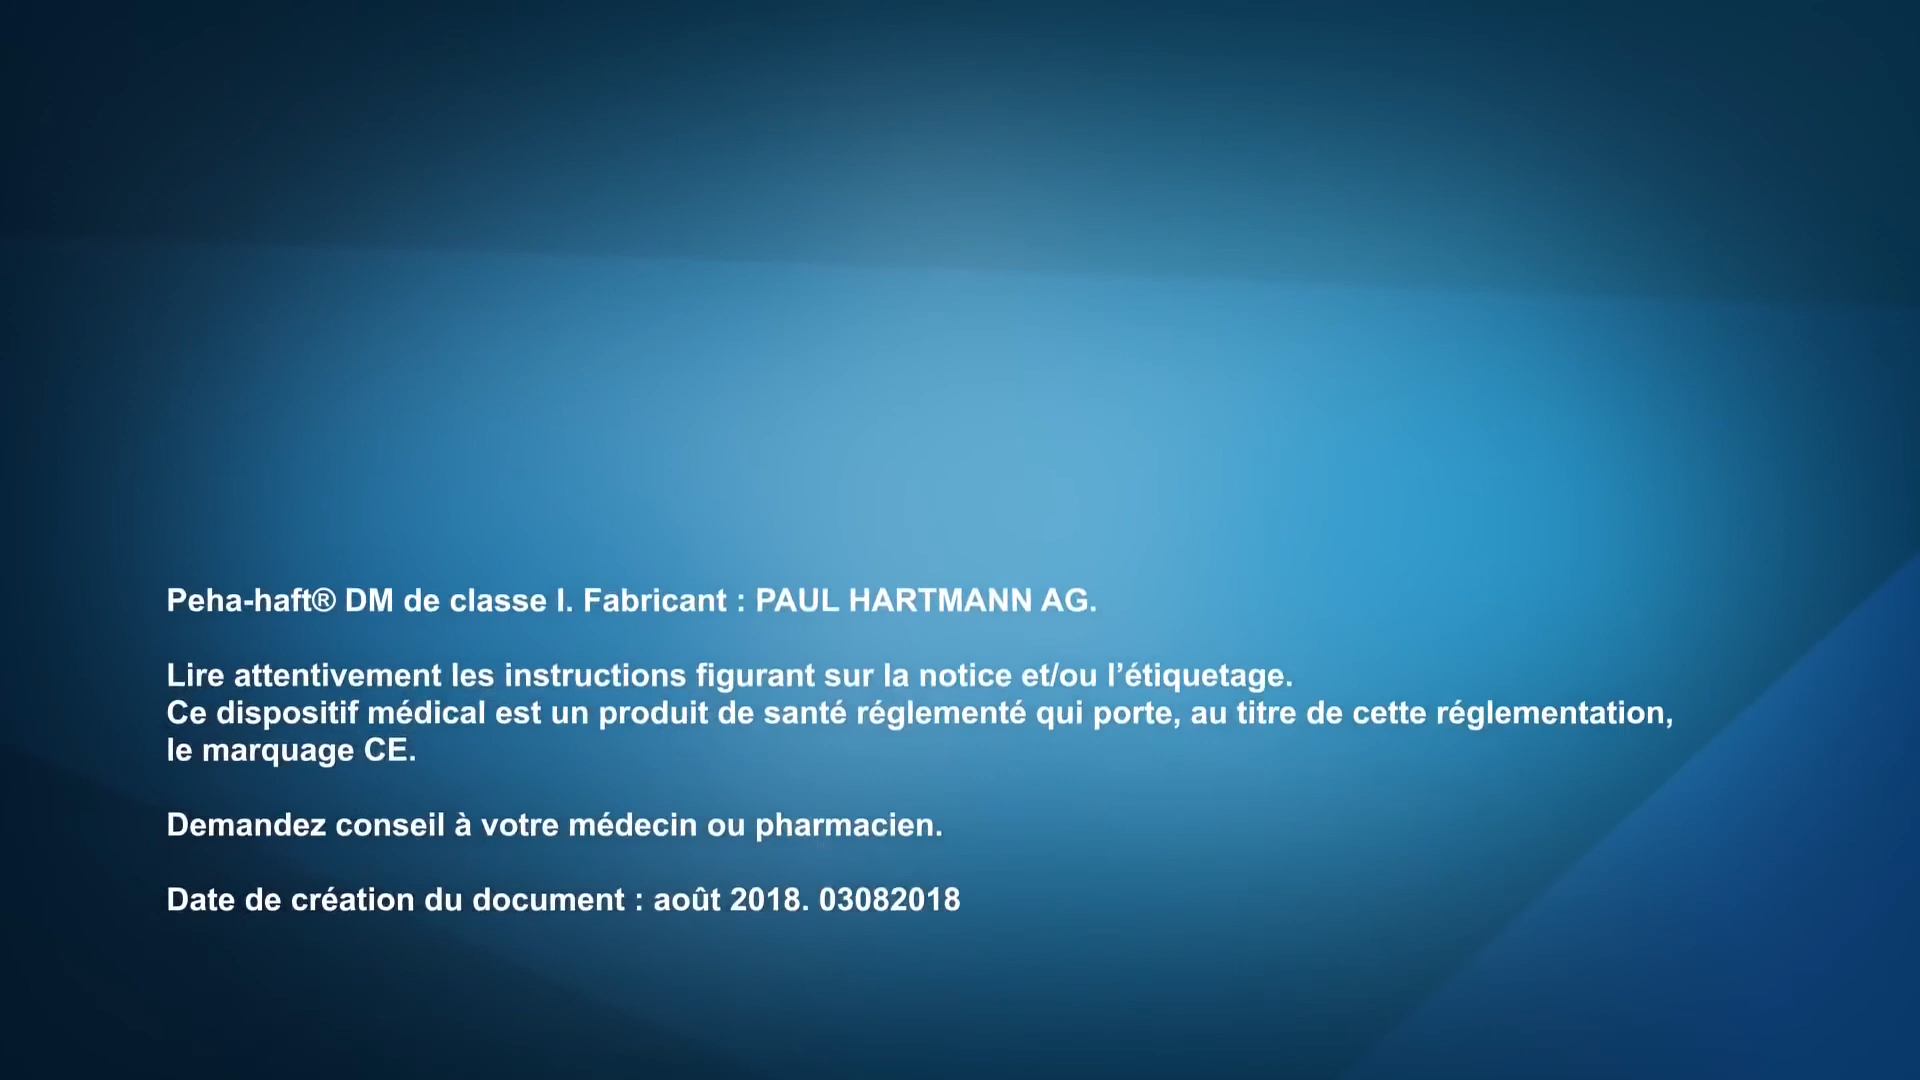 Peha-haft® DM de classe I. Fabricant : PAUL HARTMANN AG.
Lire attentivement les instructions figurant sur la notice et/ou l’étiquetage.
Ce dispositif médical est un produit de santé réglementé qui porte, au titre de cette réglementation,
le marquage CE.
Demandez conseil à votre médecin ou pharmacien.
Date de création du document : août 2018. 03082018